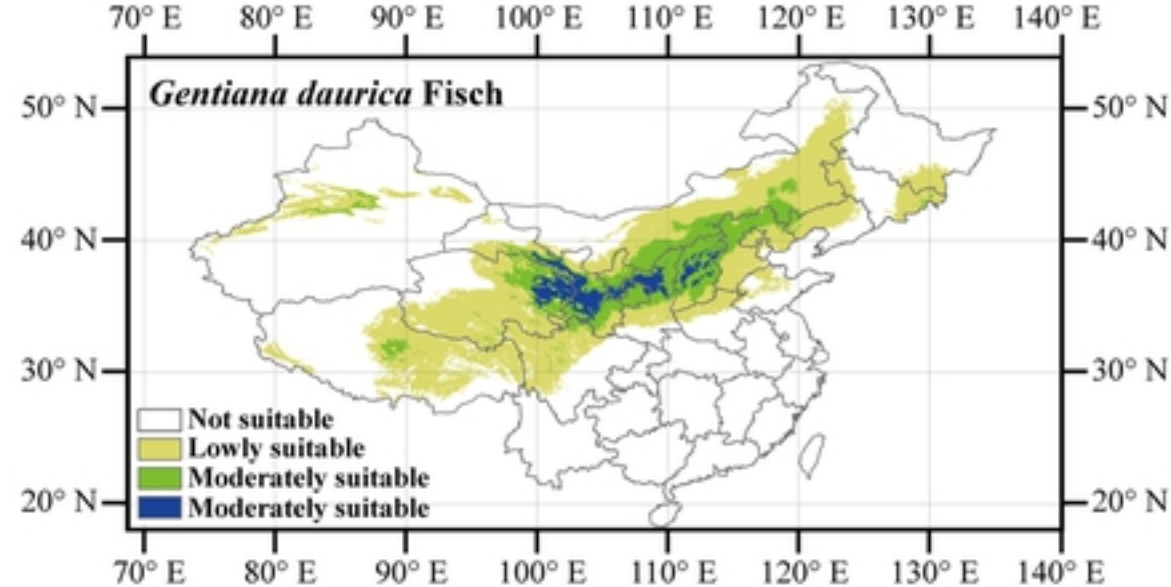 70° E 80° E 90° E 100° E 110° E 120° E 130° E 140° E
Gentiana daurica Fisch
50° N 50° N
40° N 40° N
30° N 30° N
Not suitable
Lowly suitable
Moderately suitable
20° N 20° N
Moderately suitable
70° E 80° E 90° E 100° E 110° E 120° E 130° E 140° E